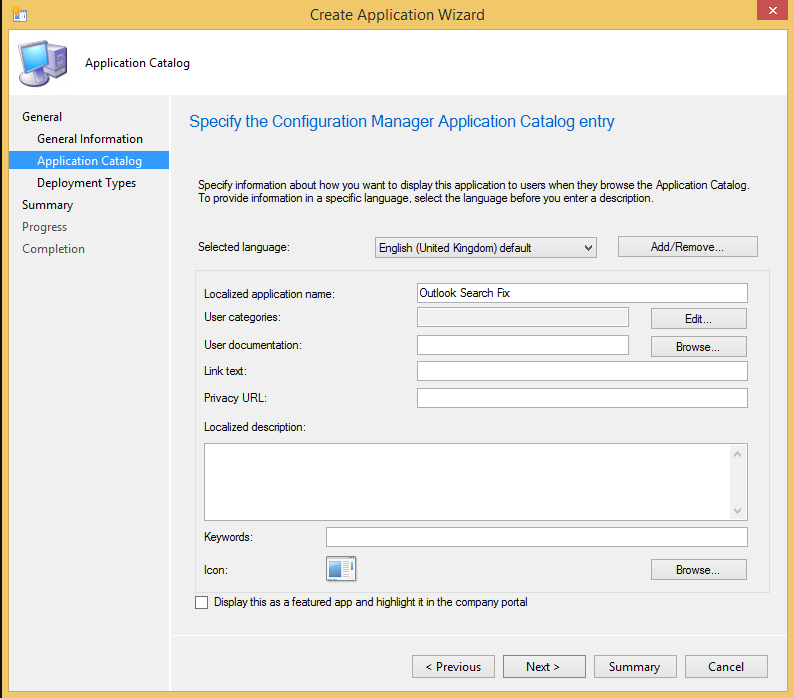 Create Application Wizard
Application Catalog
General
General Information
Application Catalog
Deployment Types
Summary
Progress
Completion
Specify the Configuration Manager Application Catalog entry
Specify information about how you want to display this application to users when they browse the Application Catalog.
To provide information in a specific language, select the language before you enter a description.
Selected language:
English (United Kingdom) default
Add/Remove...
Localized application name:
Outlook Search Fix
User categories:
Edit...
User documentation:
Browse...
Link text:
Privacy URL:
Localized description:
Keywords:
Icon:
Browse...
Display this as a featured app and highlight it in the company portal
< Previous
Next >
Summary
Cancel